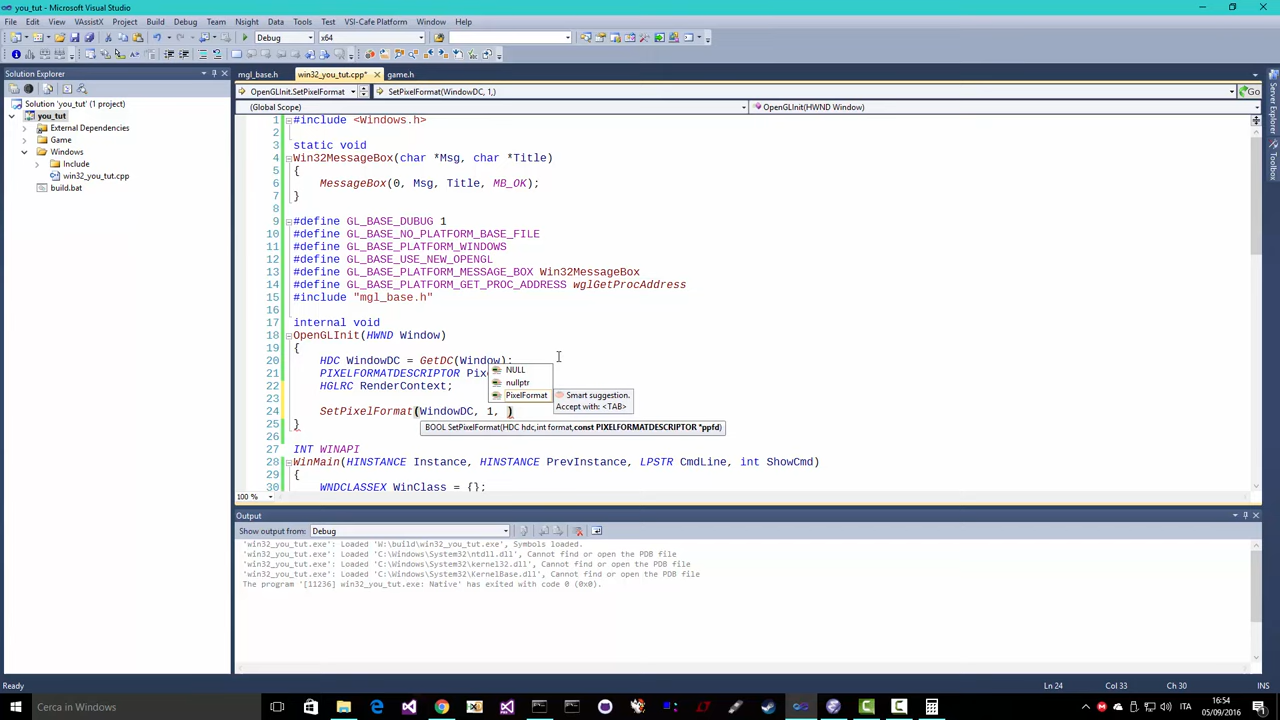 you_tut - Microsoft Visual Studio
File Edit View VAssistX Project Build Debug Team Nsight Data Tools Test VSI-Cafe Platform Window Help
Debug x64
Solution Explorer
mgl_base.h win32_you_tut.cpp* game.h
OpenGLInit.SetPixelFormat SetPixelFormat(WindowDC, 1,) Go
(Global Scope) OpenGLInit(HWND Window)
Solution 'you_tut' (1 project)
you_tut
External Dependencies
Game
Windows
Include
win32_you_tut.cpp
build.bat
1 #include <Windows.h>
2
3 static void
4 Win32MessageBox(char *Msg, char *Title)
5 {
6 MessageBox(0, Msg, Title, MB_OK);
7 }
8
9 #define GL_BASE_DUBUG 1
10 #define GL_BASE_NO_PLATFORM_BASE_FILE
11 #define GL_BASE_PLATFORM_WINDOWS
12 #define GL_BASE_USE_NEW_OPENGL
13 #define GL_BASE_PLATFORM_MESSAGE_BOX Win32MessageBox
14 #define GL_BASE_PLATFORM_GET_PROC_ADDRESS wglGetProcAddress
15 #include "mgl_base.h"
16
17 internal void
18 OpenGLInit(HWND Window)
19 {
20 HDC WindowDC = GetDC(Window);
21 PIXELFORMATDESCRIPTOR Pix
22 HGLRC RenderContext;
23
24 SetPixelFormat(WindowDC, 1, )
25 }
26
27 INT WINAPI
28 WinMain(HINSTANCE Instance, HINSTANCE PrevInstance, LPSTR CmdLine, int ShowCmd)
29 {
30 WNDCLASSEX WinClass = {};
NULL
nullptr
PixelFormat
Smart suggestion.
Accept with: <TAB>
BOOL SetPixelFormat(HDC hdc,int format,const PIXELFORMATDESCRIPTOR *ppfd)
100 %
Output
Show output from: Debug
'win32_you_tut.exe': Loaded 'W:\build\win32_you_tut.exe', Symbols loaded.
'win32_you_tut.exe': Loaded 'C:\Windows\System32\ntdll.dll', Cannot find or open the PDB file
'win32_you_tut.exe': Loaded 'C:\Windows\System32\kernel32.dll', Cannot find or open the PDB file
'win32_you_tut.exe': Loaded 'C:\Windows\System32\KernelBase.dll', Cannot find or open the PDB file
The program '[11236] win32_you_tut.exe: Native' has exited with code 0 (0x0).
Server Explorer
Toolbox
Ready Ln 24 Col 33 Ch 30 INS
Cerca in Windows
ITA
16:54
05/09/2016